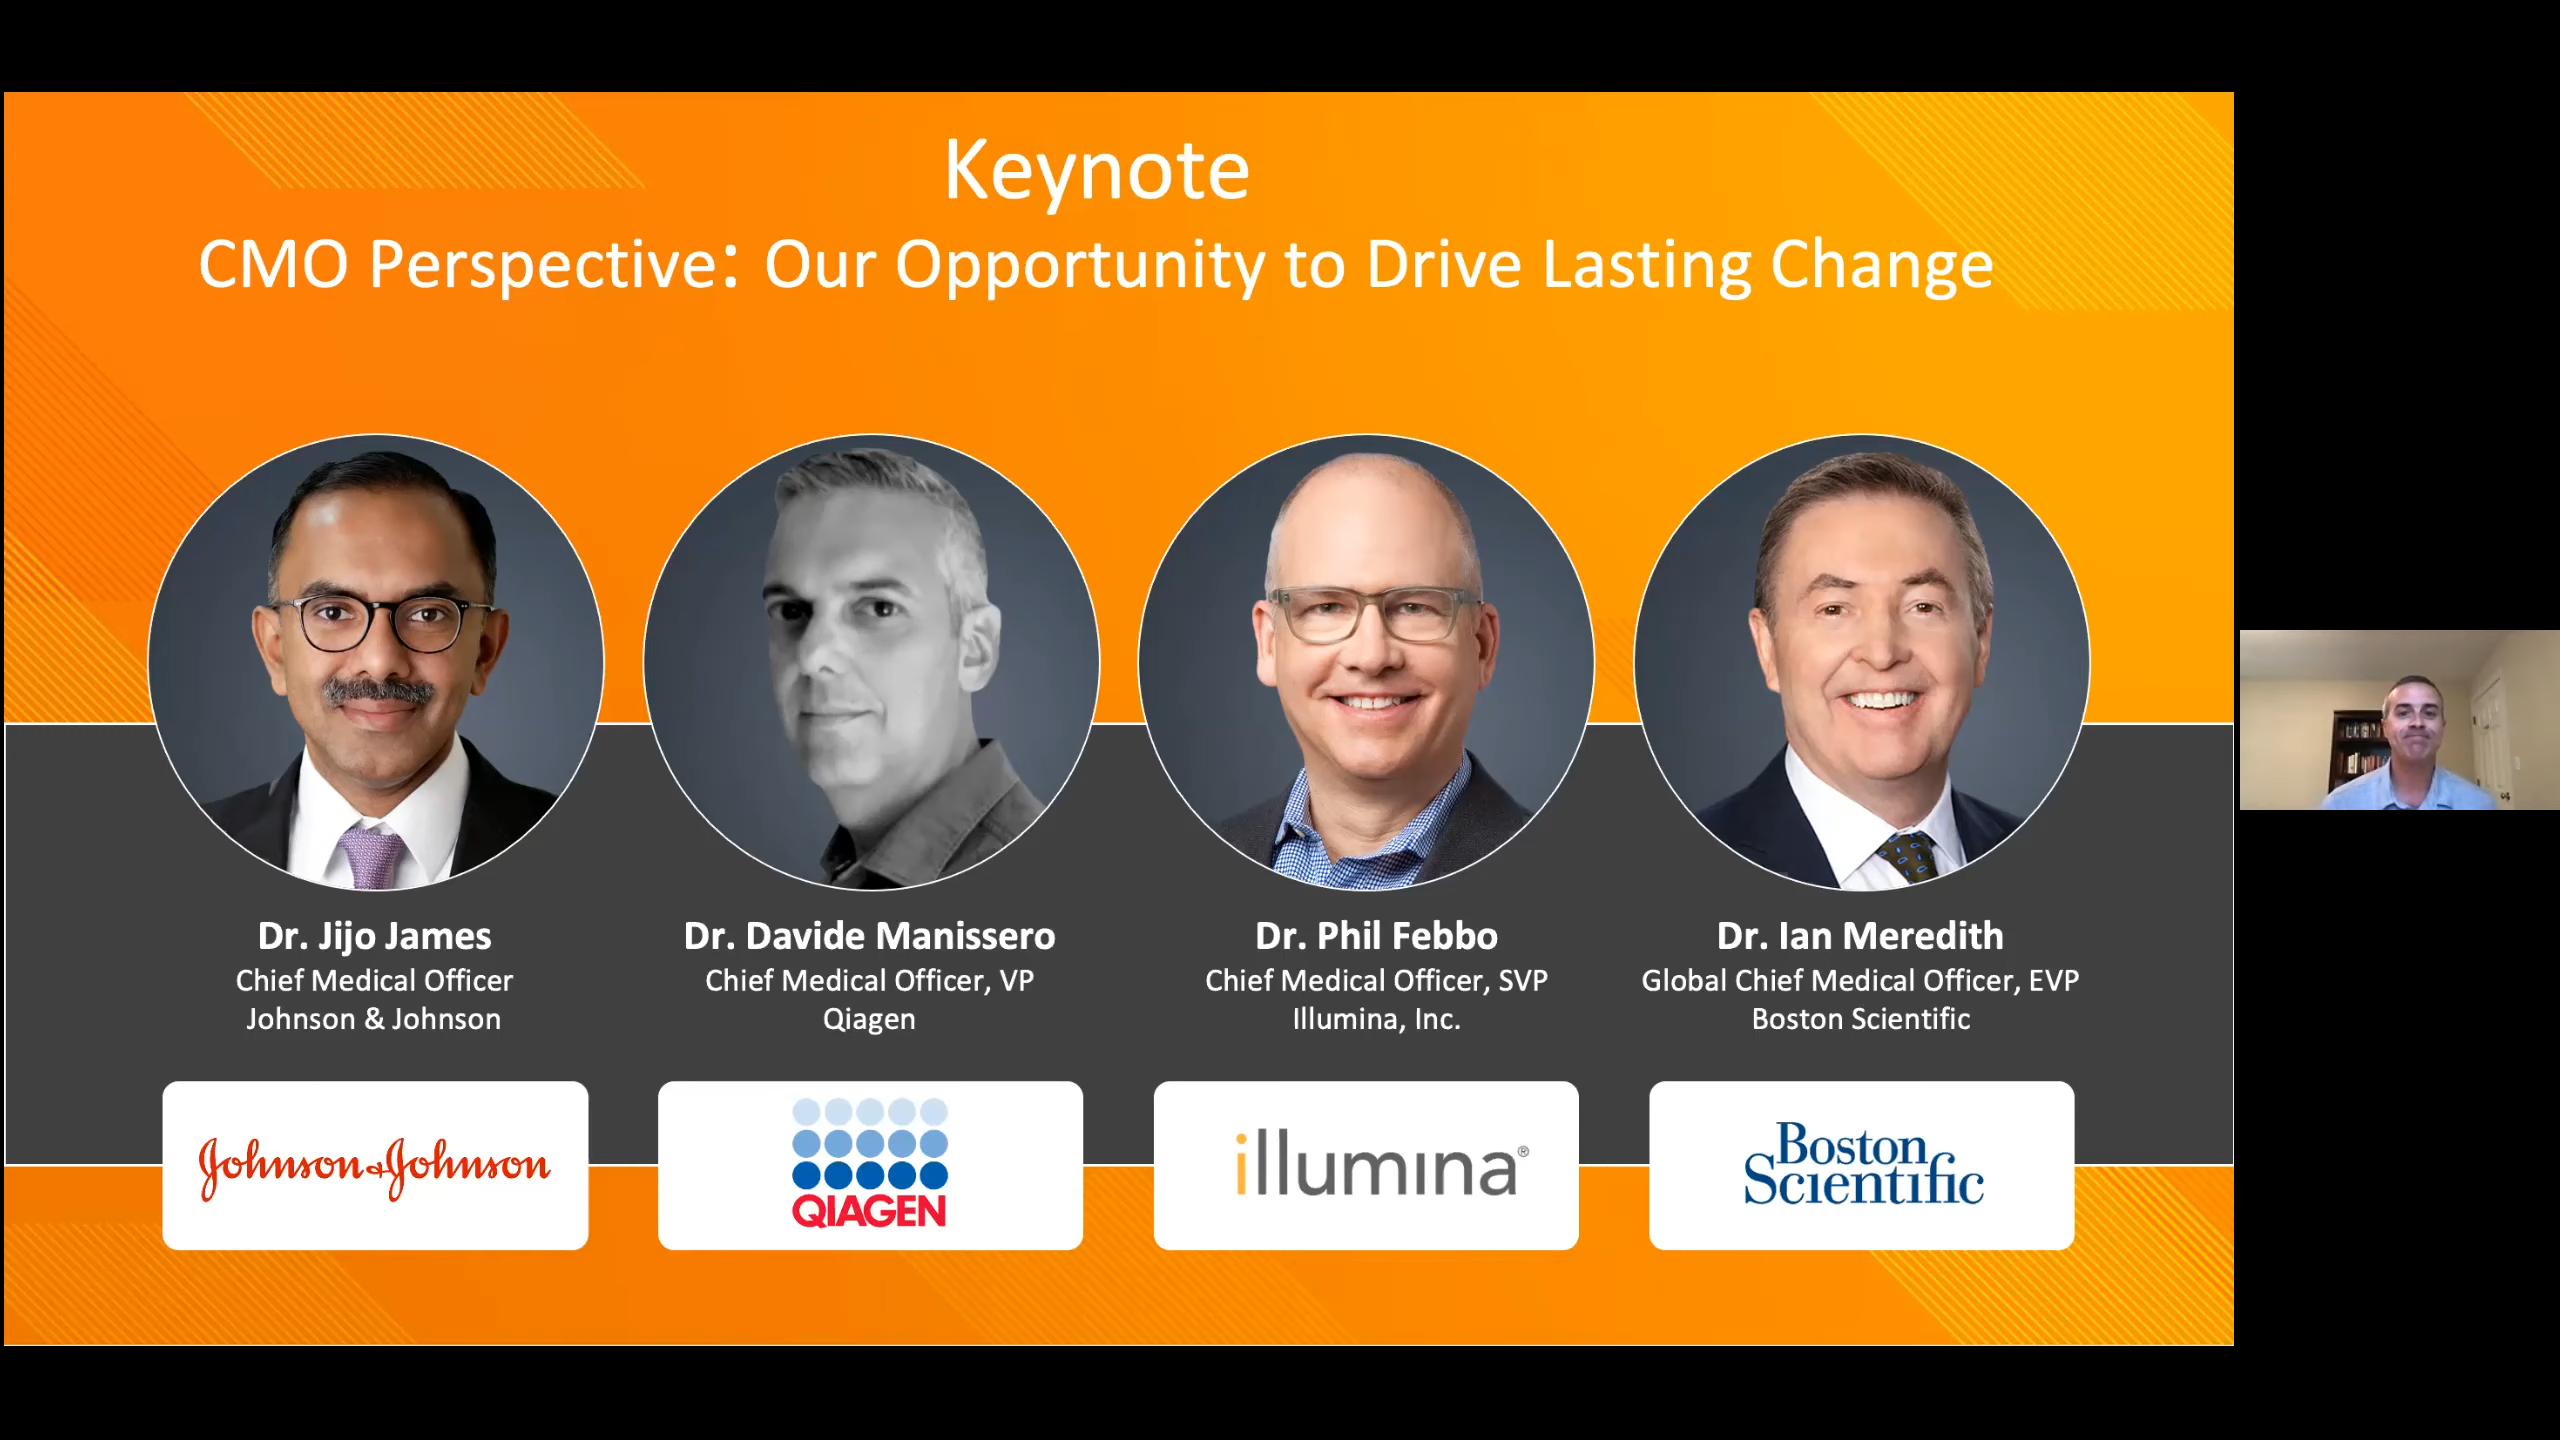 Keynote
CMO Perspective: Our Opportunity to Drive Lasting Change
Dr. Jijo James
Chief Medical Officer
Johnson & Johnson
Johnson & Johnson
Dr. Davide Manissero
Chief Medical Officer, VP
Qiagen
QIAGEN
Dr. Phil Febbo
Chief Medical Officer, SVP
Illumina, Inc.
illumina®
Dr. Ian Meredith
Global Chief Medical Officer, EVP
Boston Scientific
Boston
Scientific